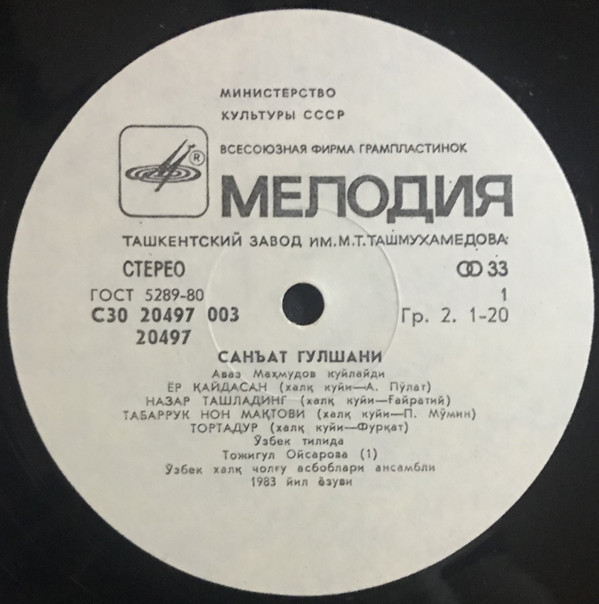 МИНИСТЕРСТВО
КУЛЬТУРЫ СССР
ВСЕСОЮЗНАЯ ФИРМА ГРАМПЛАСТИНОК
®
МЕЛОДИЯ
ТАШКЕНТСКИЙ ЗАВОД ИМ.М.Т.ТАШМУХАМЕДОВА
СТЕРЕО 33
ГОСТ 5289-80 1
С30 20497 003 Гр. 2. 1-20
20497
САНЪАТ ГУЛШАНИ
Аваз Маҳмудов куйлайди
ЁР ҚАЙДАСАН (халқ куйи—А. Пўлат)
НАЗАР ТАШЛАДИНГ (халқ куйи—Ғайратий)
ТАБАРРУК НОН МАҚТОВИ (халқ куйи—П. Мўмин)
ТОРТАДУР (халқ куйи—Фурқат)
Ўзбек тилида
Тожигул Ойсарова (1)
Ўзбек халқ чолғу асбоблари ансамбли
1983 йил ёзуви